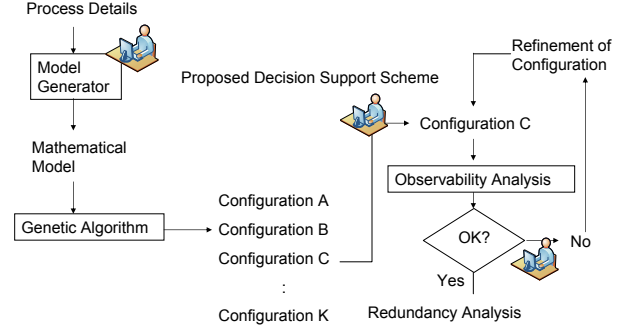 Process Details
Model
Generator
Mathematical
Model
Genetic Algorithm
Proposed Decision Support Scheme
Configuration A
Configuration B
Configuration C
:
Configuration K
Refinement of
Configuration
Configuration C
Observability Analysis
OK?
No
Yes
Redundancy Analysis